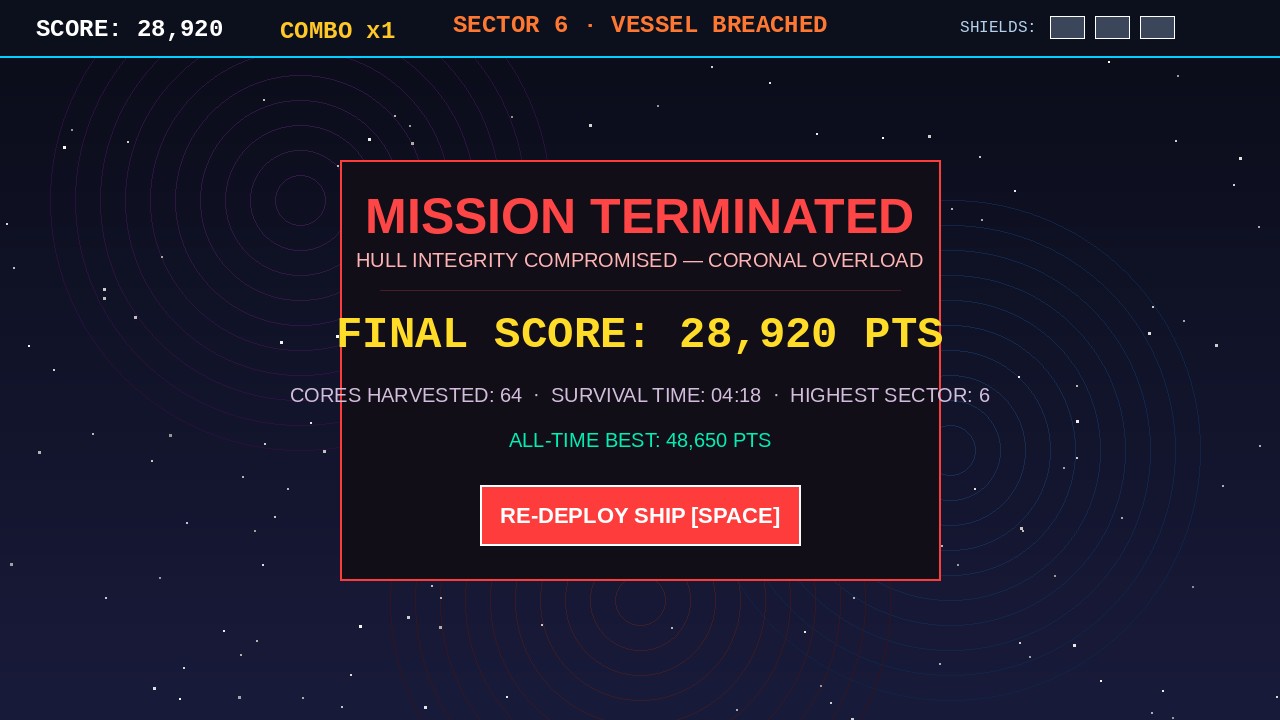 SCORE: 28,920
COMBO x1
SECTOR 6 · VESSEL BREACHED
SHIELDS:
MISSION TERMINATED
HULL INTEGRITY COMPROMISED — CORONAL OVERLOAD
FINAL SCORE: 28,920 PTS
CORES HARVESTED: 64 · SURVIVAL TIME: 04:18 · HIGHEST SECTOR: 6
ALL-TIME BEST: 48,650 PTS
RE-DEPLOY SHIP [SPACE]